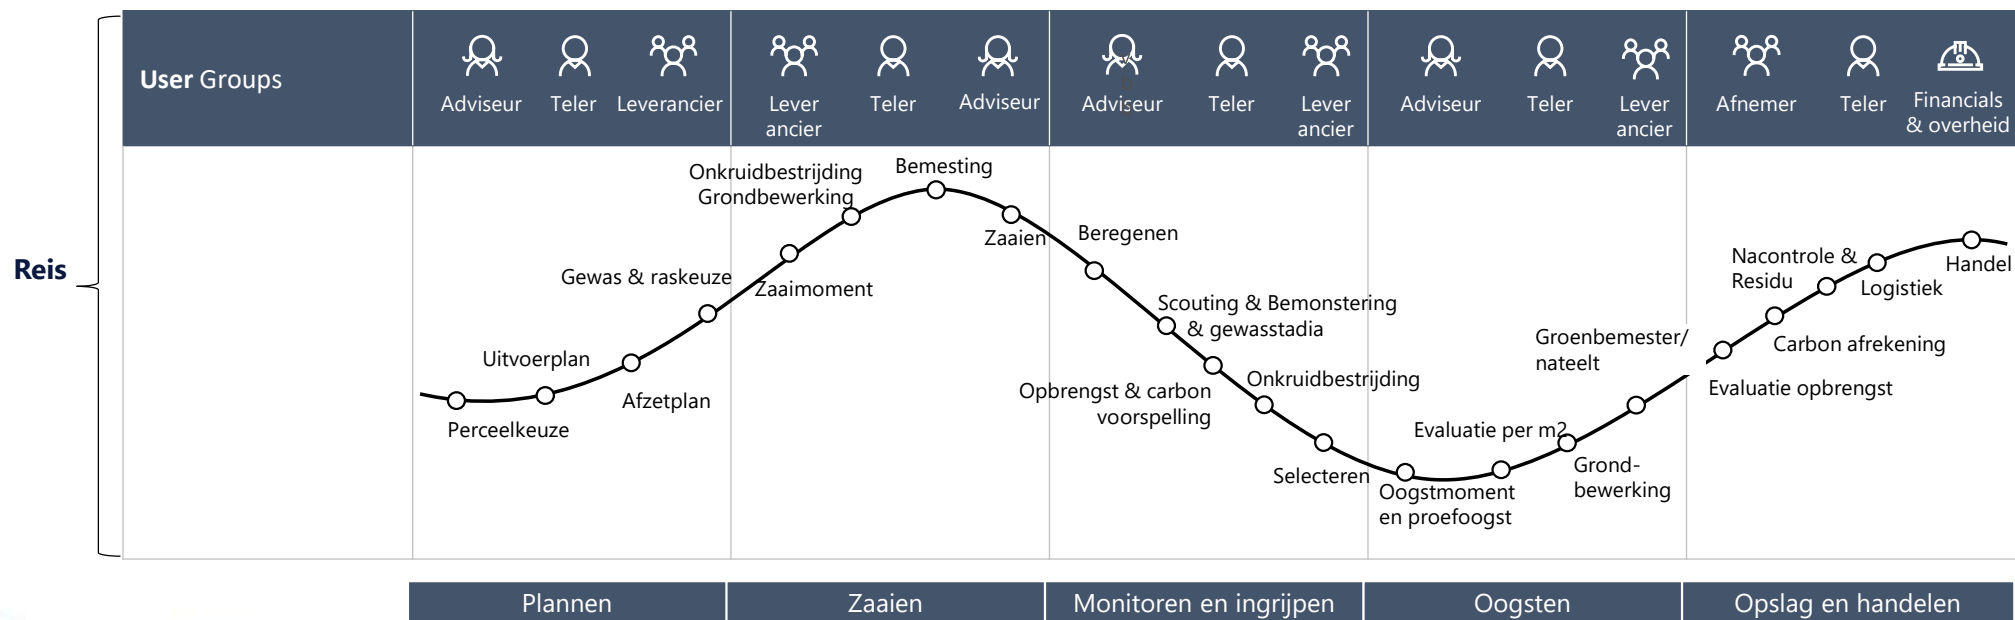 User Groups
Adviseur
Teler
Leverancier
Lever
ancier
Teler
Adviseur
Adviseur
Teler
Lever
ancier
Adviseur
Teler
Lever
ancier
Afnemer
Teler
Financials
& overheid
Reis
Perceelkeuze
Uitvoerplan
Afzetplan
Gewas & raskeuze
Zaaimoment
Onkruidbestrijding
Grondbewerking
Bemesting
Zaaien
Beregenen
Scouting & Bemonstering
& gewasstadia
Opbrengst & carbon
voorspelling
Onkruidbestrijding
Selecteren
Oogstmoment
en proefoogst
Evaluatie per m2
Grond-
bewerking
Groenbemester/
nateelt
Evaluatie opbrengst
Carbon afrekening
Nacontrole &
Residu
Logistiek
Handel
Plannen
Zaaien
Monitoren en ingrijpen
Oogsten
Opslag en handelen